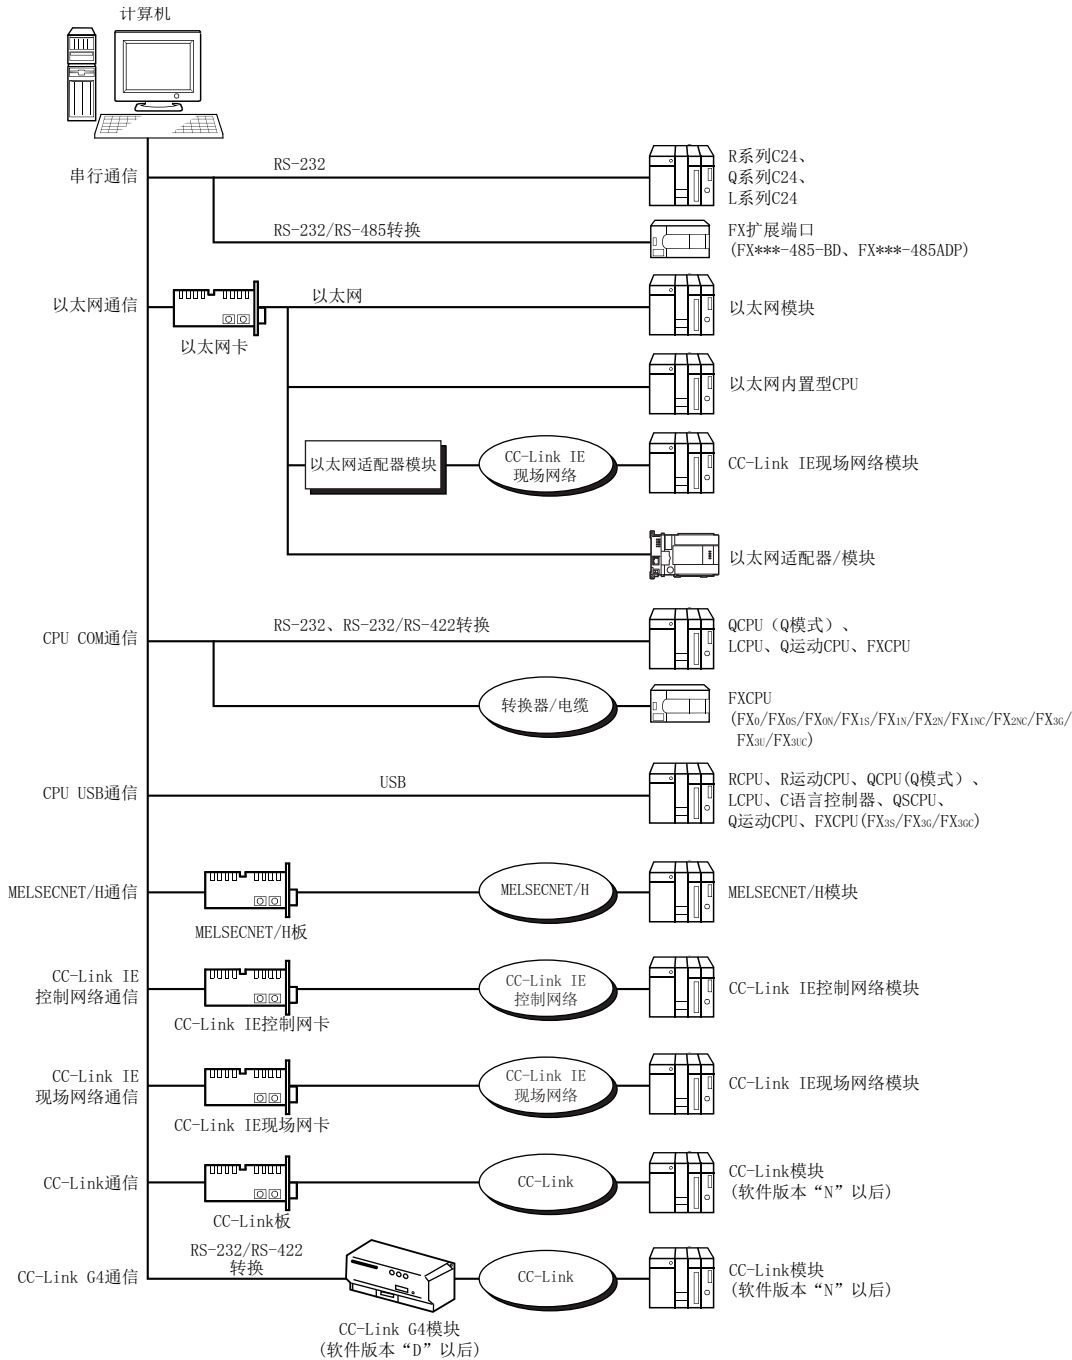 计算机
串行通信
RS-232
R系列C24、
Q系列C24、
L系列C24
RS-232/RS-485转换
FX扩展端口
(FX***-485-BD、FX***-485ADP)
以太网通信
以太网卡
以太网
以太网模块
以太网内置型CPU
以太网适配器模块
CC-Link IE
现场网络
CC-Link IE现场网络模块
以太网适配器/模块
CPU COM通信
RS-232、RS-232/RS-422转换
QCPU（Q模式）、
LCPU、Q运动CPU、FXCPU
转换器/电缆
FXCPU
(FX0/FX0S/FX0N/FX1S/FX1N/FX2N/FX1NC/FX2NC/FX3G/
FX3U/FX3UC)
CPU USB通信
USB
RCPU、R运动CPU、QCPU(Q模式）、
LCPU、C语言控制器、QSCPU、
Q运动CPU、FXCPU(FX3S/FX3G/FX3GC)
MELSECNET/H通信
MELSECNET/H板
MELSECNET/H
MELSECNET/H模块
CC-Link IE
控制网络通信
CC-Link IE控制网卡
CC-Link IE
控制网络
CC-Link IE控制网络模块
CC-Link IE
现场网络通信
CC-Link IE现场网卡
CC-Link IE
现场网络
CC-Link IE现场网络模块
CC-Link通信
CC-Link板
CC-Link
CC-Link模块
(软件版本“N”以后)
CC-Link G4通信
RS-232/RS-422
转换
CC-Link G4模块
(软件版本“D”以后)
CC-Link
CC-Link模块
(软件版本“N”以后)